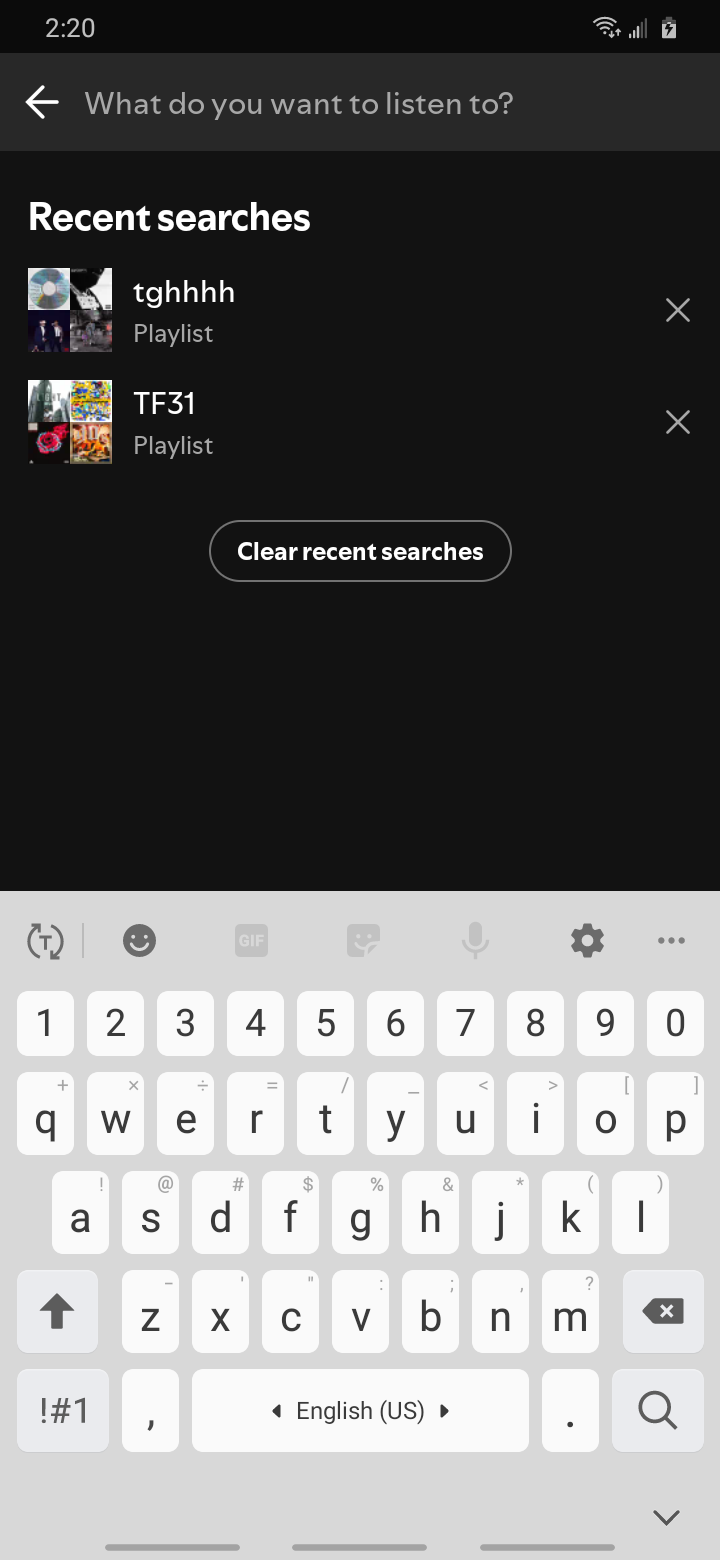 2:20
What do you want to listen to?
Recent searches
tghhhh
Playlist
TF31
Playlist
Clear recent searches
T GIF
1 2 3 4 5 6 7 8 9 0
+ × ÷ = / _ < > [ ]
q w e r t y u i o p
! @ # $ % & * ( )
a s d f g h j k l
- ' " : ; , ?
z x c v b n m
!#1 , English (US) .